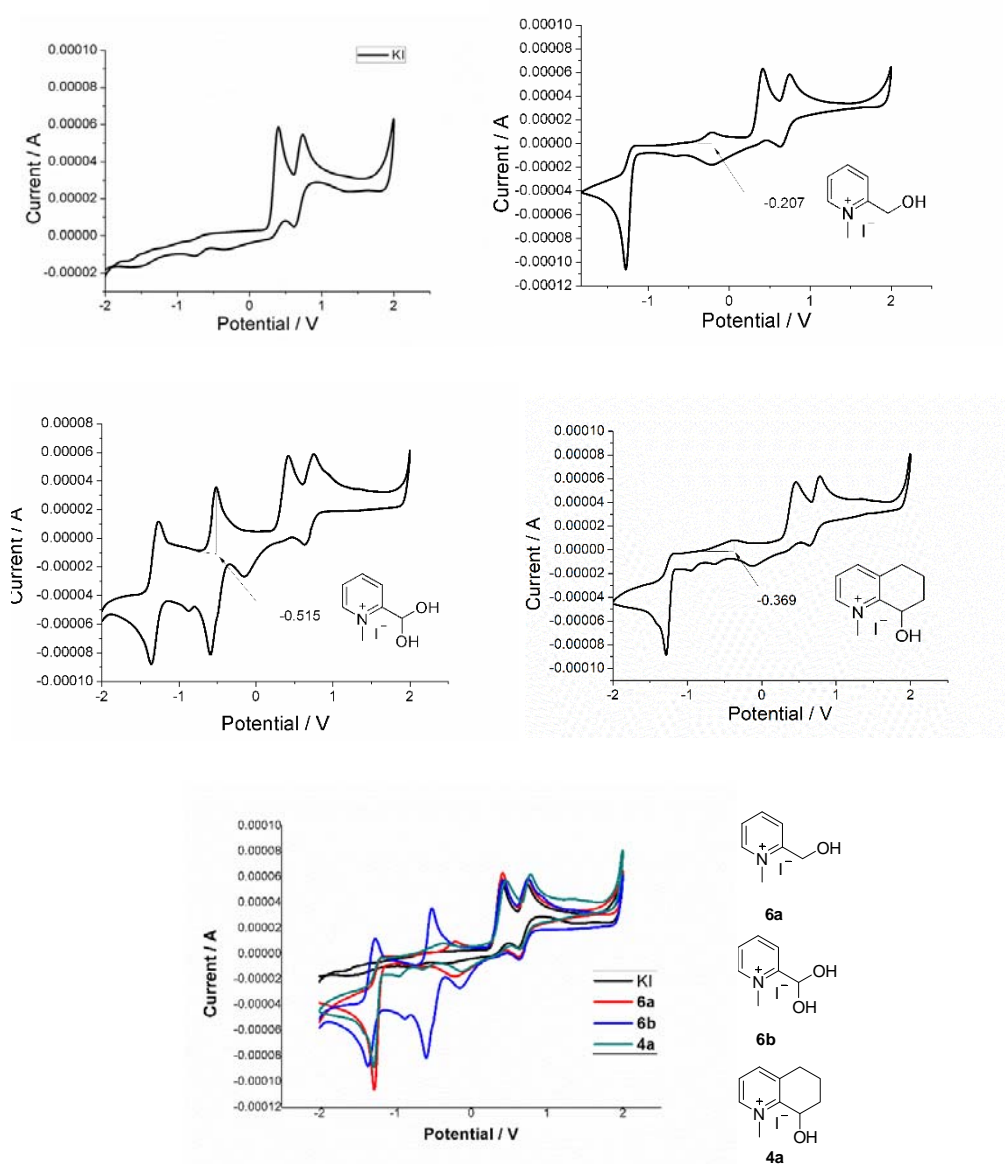 KI
Current / A
0.00010
0.00008
0.00006
0.00004
0.00002
0.00000
-0.00002
-2
-1
0
1
2
Potential / V
Current / A
0.00010
0.00008
0.00006
0.00004
0.00002
0.00000
-0.00002
-0.00004
-0.00006
-0.00008
-0.00010
-0.00012
-1
0
1
2
Potential / V
-0.207
N
+
I−
OH
Current / A
0.00008
0.00006
0.00004
0.00002
0.00000
-0.00002
-0.00004
-0.00006
-0.00008
-0.00010
-2
-1
0
1
2
Potential / V
-0.515
N
+
I−
OH
OH
Current / A
0.00010
0.00008
0.00006
0.00004
0.00002
0.00000
-0.00002
-0.00004
-0.00006
-0.00008
-0.00010
-2
-1
0
1
2
Potential / V
-0.369
N
+
I−
OH
Current / A
0.00010
0.00008
0.00006
0.00004
0.00002
0.00000
-0.00002
-0.00004
-0.00006
-0.00008
-0.00010
-0.00012
-2
-1
0
1
2
Potential / V
KI
6a
6b
4a
N
+
I−
OH
6a
N
+
I−
OH
OH
6b
N
+
I−
OH
4a